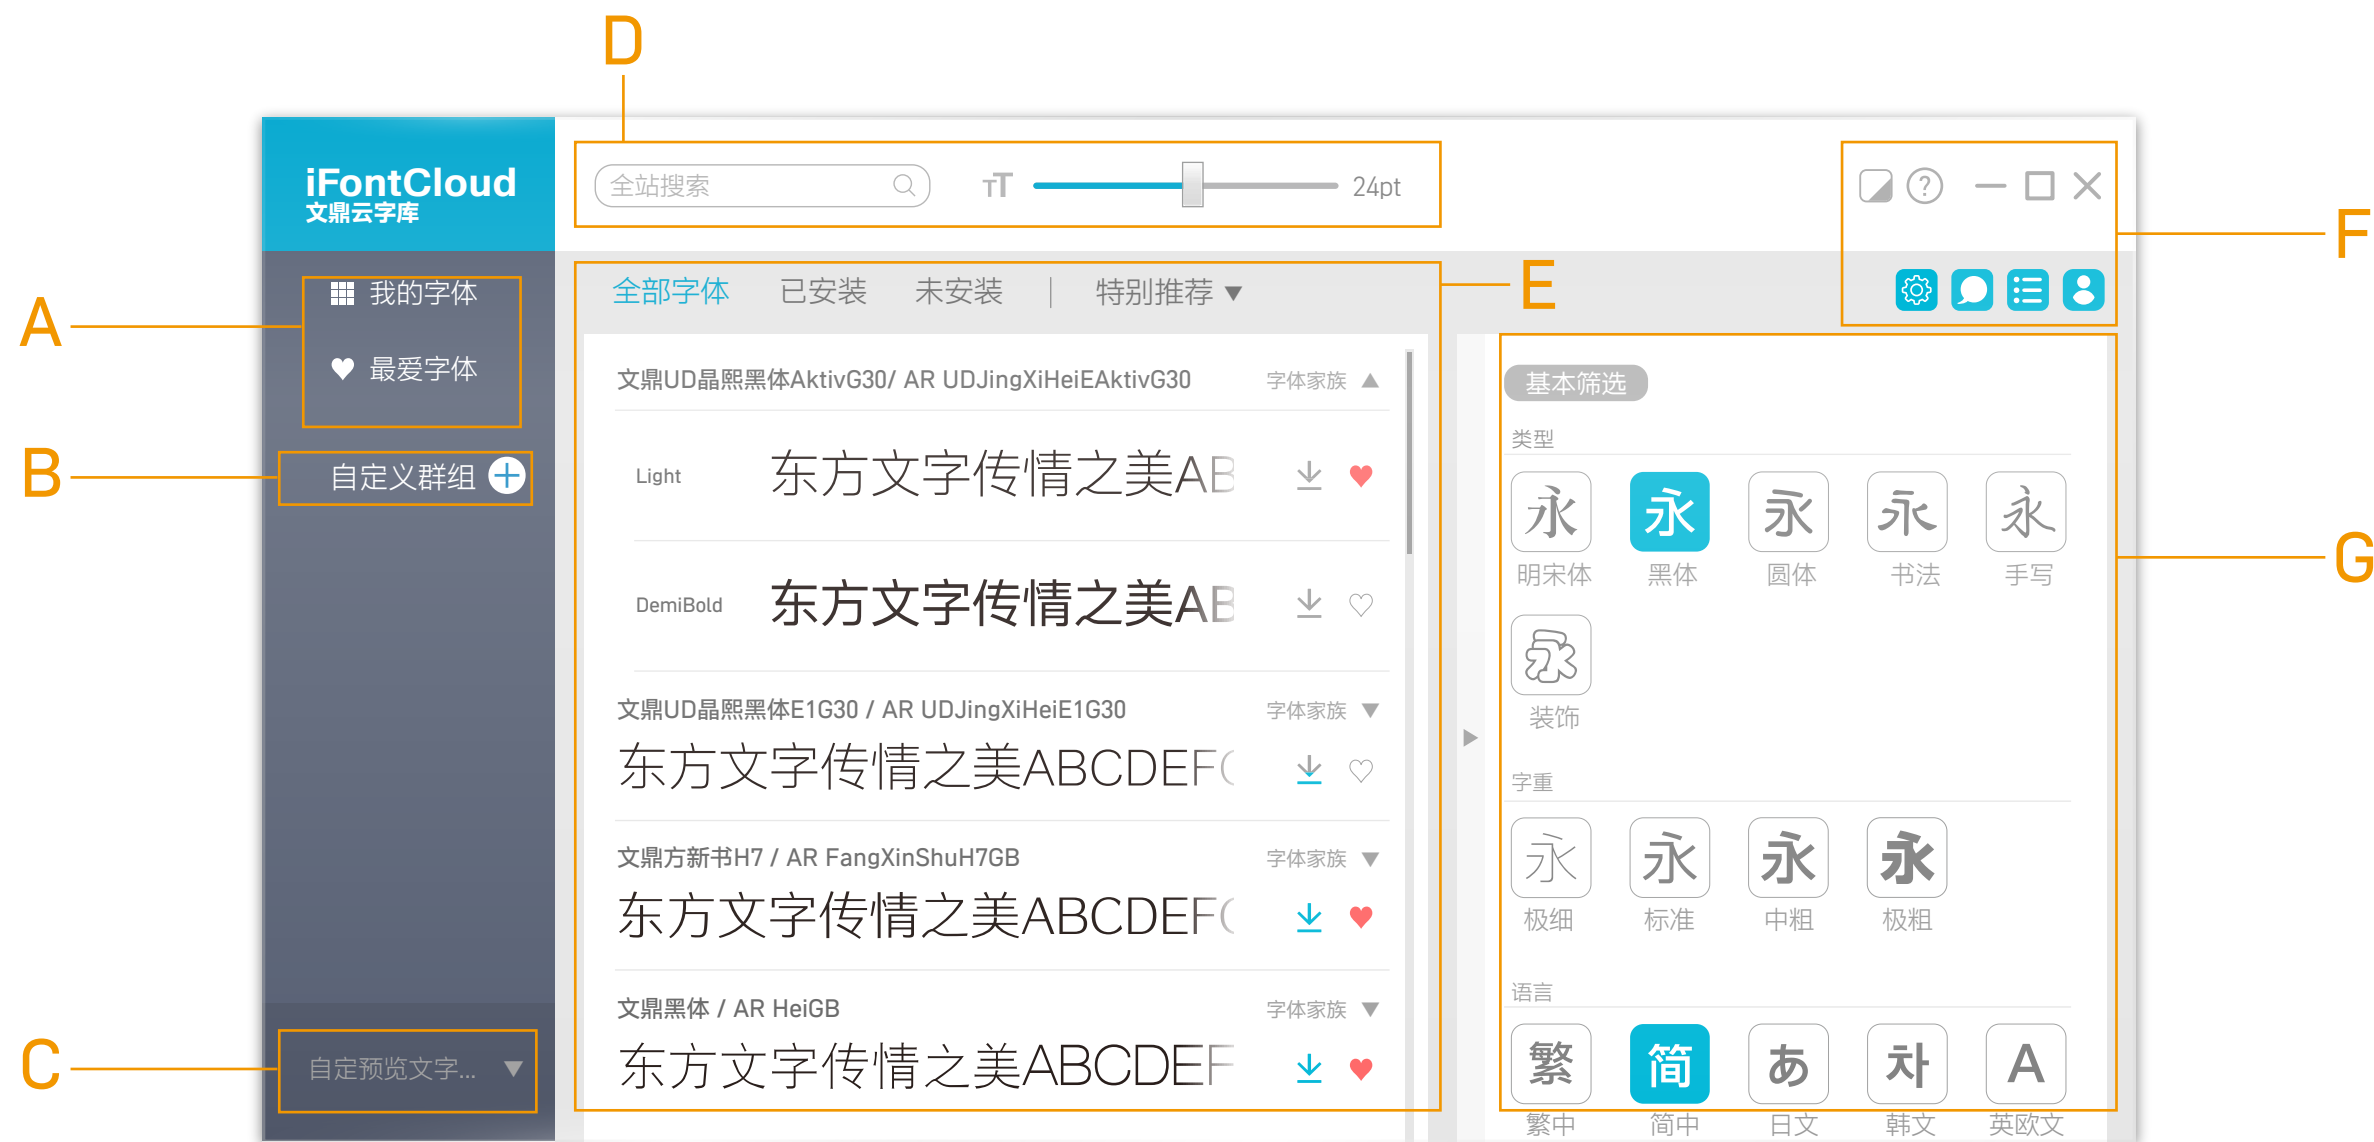 D
iFontCloud
文鼎云字库
全站搜索
TT
24pt
?
F
A
我的字体
最爱字体
B
自定义群组
C
自定预览文字...
E
全部字体 已安装 未安装 | 特别推荐
文鼎UD晶熙黑体AktivG30/ AR UDJingXiHeiEAktivG30 字体家族
Light 东方文字传情之美AB
DemiBold 东方文字传情之美AB
文鼎UD晶熙黑体E1G30 / AR UDJingXiHeiE1G30 字体家族
东方文字传情之美ABCDEFG
文鼎方新书H7 / AR FangXinShuH7GB 字体家族
东方文字传情之美ABCDEFG
文鼎黑体 / AR HeiGB 字体家族
东方文字传情之美ABCDEF
G
基本筛选
类型
永 永 永 永 永
明宋体 黑体 圆体 书法 手写
永
装饰
字重
永 永 永 永
极细 标准 中粗 极粗
语言
繁 简 あ 차 A
繁中 简中 日文 韩文 英欧文